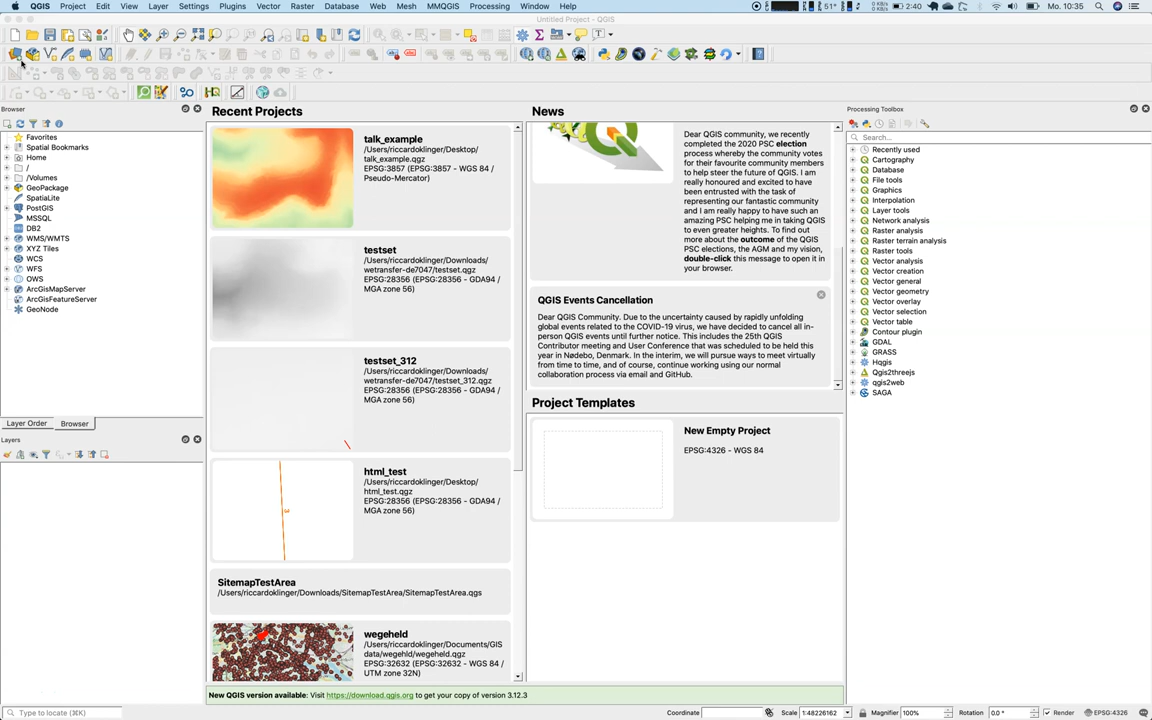 QGIS Project Edit View Layer Settings Plugins Vector Raster Database Web Mesh MMQGIS Processing Window Help
51° 2:40 Mo. 10:35
Untitled Project - QGIS
Browser
Favorites
Spatial Bookmarks
Home
/
/Volumes
GeoPackage
SpatiaLite
PostGIS
MSSQL
DB2
WMS/WMTS
XYZ Tiles
WCS
WFS
OWS
ArcGisMapServer
ArcGisFeatureServer
GeoNode
Layer Order Browser
Layers
Recent Projects
talk_example
/Users/riccardoklinger/Desktop/
talk_example.qgz
EPSG:3857 (EPSG:3857 - WGS 84 /
Pseudo-Mercator)
testset
/Users/riccardoklinger/Downloads/
wetransfer-de7047/testset.qgz
EPSG:28356 (EPSG:28356 - GDA94 /
MGA zone 56)
testset_312
/Users/riccardoklinger/Downloads/
wetransfer-de7047/testset_312.qgz
EPSG:28356 (EPSG:28356 - GDA94 /
MGA zone 56)
html_test
/Users/riccardoklinger/Desktop/
html_test.qgz
EPSG:28356 (EPSG:28356 - GDA94 /
MGA zone 56)
SitemapTestArea
/Users/riccardoklinger/Downloads/SitemapTestArea/SitemapTestArea.qgs
wegeheld
/Users/riccardoklinger/Documents/GIS
data/wegehld/wegeheld.qgz
EPSG:32632 (EPSG:32632 - WGS 84 /
UTM zone 32N)
News
Dear QGIS community, we recently
completed the 2020 PSC election
process whereby the community votes
for their favourite community members
to help steer the future of QGIS. I am
really honoured and excited to have
been entrusted with the task of
representing our fantastic community
and I am really happy to have such an
amazing PSC helping me in taking QGIS
to even greater heights. To find out
more about the outcome of the QGIS
PSC elections, the AGM and my vision,
double-click this message to open it in
your browser.
QGIS Events Cancellation
Dear QGIS Community. Due to the uncertainty caused by rapidly unfolding
global events related to the COVID-19 virus, we have decided to cancel all in-
person QGIS events until further notice. This includes the 25th QGIS
Contributor meeting and User Conference that was scheduled to be held this
year in Nødebo, Denmark. In the interim, we will pursue ways to meet virtually
from time to time, and of course, continue working using our normal
collaboration process via email and GitHub.
Project Templates
New Empty Project
EPSG:4326 - WGS 84
Processing Toolbox
Search...
Recently used
Cartography
Database
File tools
Graphics
Interpolation
Layer tools
Network analysis
Raster analysis
Raster terrain analysis
Raster tools
Vector analysis
Vector creation
Vector general
Vector geometry
Vector overlay
Vector selection
Vector table
Contour plugin
GDAL
GRASS
Hqgis
Qgis2threejs
qgis2web
SAGA
New QGIS version available: Visit https://download.qgis.org to get your copy of version 3.12.3
Type to locate (⌘K) Coordinate Scale 1:48226162 Magnifier 100% Rotation 0.0 ° Render EPSG:4326